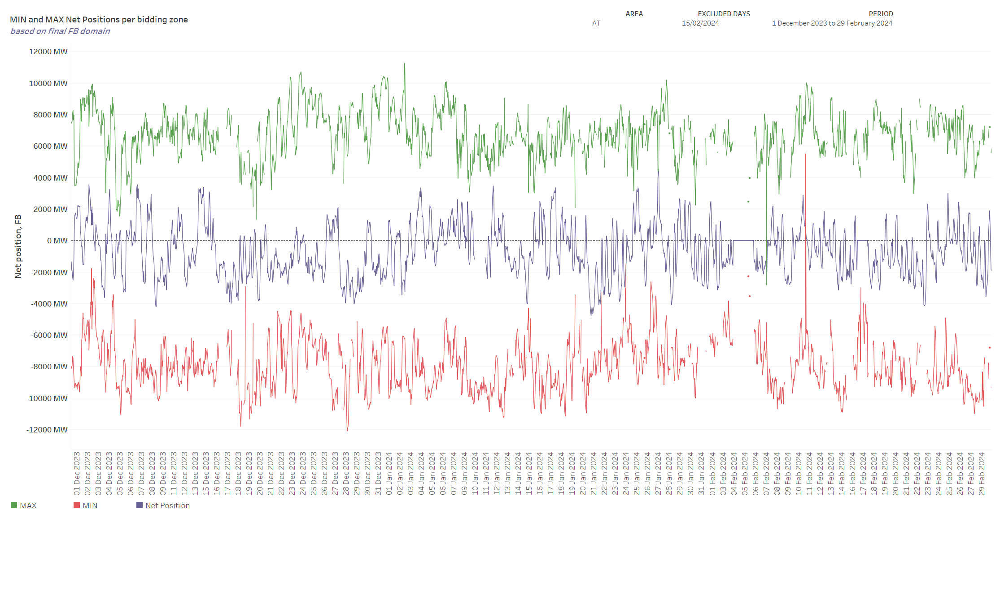 MIN and MAX Net Positions per bidding zone
based on final FB domain
AREA
AT
EXCLUDED DAYS
15/02/2024
PERIOD
1 December 2023 to 29 February 2024
Net position, FB
12000 MW
10000 MW
8000 MW
6000 MW
4000 MW
2000 MW
0 MW
-2000 MW
-4000 MW
-6000 MW
-8000 MW
-10000 MW
-12000 MW
01 Dec 2023
02 Dec 2023
03 Dec 2023
04 Dec 2023
05 Dec 2023
06 Dec 2023
07 Dec 2023
08 Dec 2023
09 Dec 2023
11 Dec 2023
12 Dec 2023
13 Dec 2023
15 Dec 2023
16 Dec 2023
17 Dec 2023
18 Dec 2023
19 Dec 2023
20 Dec 2023
21 Dec 2023
22 Dec 2023
23 Dec 2023
24 Dec 2023
25 Dec 2023
26 Dec 2023
27 Dec 2023
28 Dec 2023
29 Dec 2023
30 Dec 2023
31 Dec 2023
01 Jan 2024
02 Jan 2024
03 Jan 2024
04 Jan 2024
05 Jan 2024
06 Jan 2024
07 Jan 2024
09 Jan 2024
10 Jan 2024
11 Jan 2024
12 Jan 2024
13 Jan 2024
14 Jan 2024
15 Jan 2024
16 Jan 2024
17 Jan 2024
18 Jan 2024
19 Jan 2024
20 Jan 2024
21 Jan 2024
22 Jan 2024
23 Jan 2024
24 Jan 2024
25 Jan 2024
26 Jan 2024
27 Jan 2024
28 Jan 2024
29 Jan 2024
30 Jan 2024
31 Jan 2024
01 Feb 2024
03 Feb 2024
04 Feb 2024
05 Feb 2024
06 Feb 2024
07 Feb 2024
08 Feb 2024
09 Feb 2024
10 Feb 2024
11 Feb 2024
12 Feb 2024
13 Feb 2024
14 Feb 2024
16 Feb 2024
17 Feb 2024
18 Feb 2024
19 Feb 2024
20 Feb 2024
21 Feb 2024
22 Feb 2024
23 Feb 2024
24 Feb 2024
25 Feb 2024
26 Feb 2024
27 Feb 2024
29 Feb 2024
MAX
MIN
Net Position